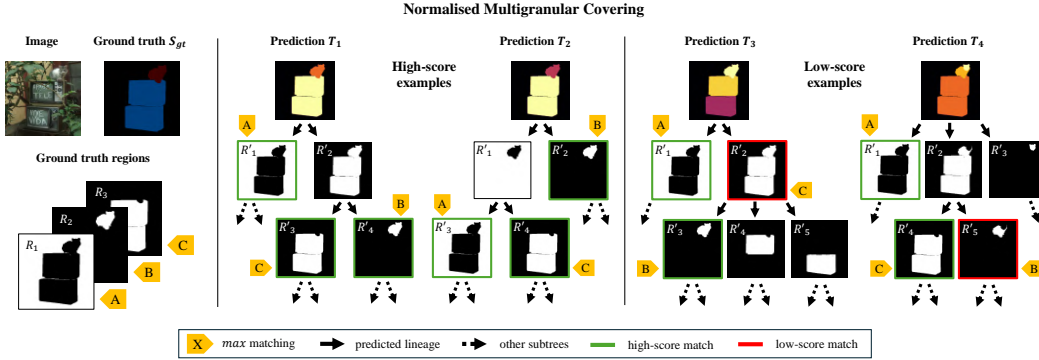 Normalised Multigranular Covering
Image
Ground truth S_gt
Prediction T_1
Prediction T_2
Prediction T_3
Prediction T_4
High-score
examples
Low-score
examples
A
B
A
A
R'_1
R'_2
R'_1
R'_2
R'_1
R'_2
R'_1
R'_2
R'_3
Ground truth regions
R_3
R_2
R_1
C
B
A
B
A
C
R'_3
R'_4
R'_3
R'_4
R'_3
R'_4
R'_5
R'_4
R'_5
C
C
B
C
B
X
max matching
predicted lineage
other subtrees
high-score match
low-score match